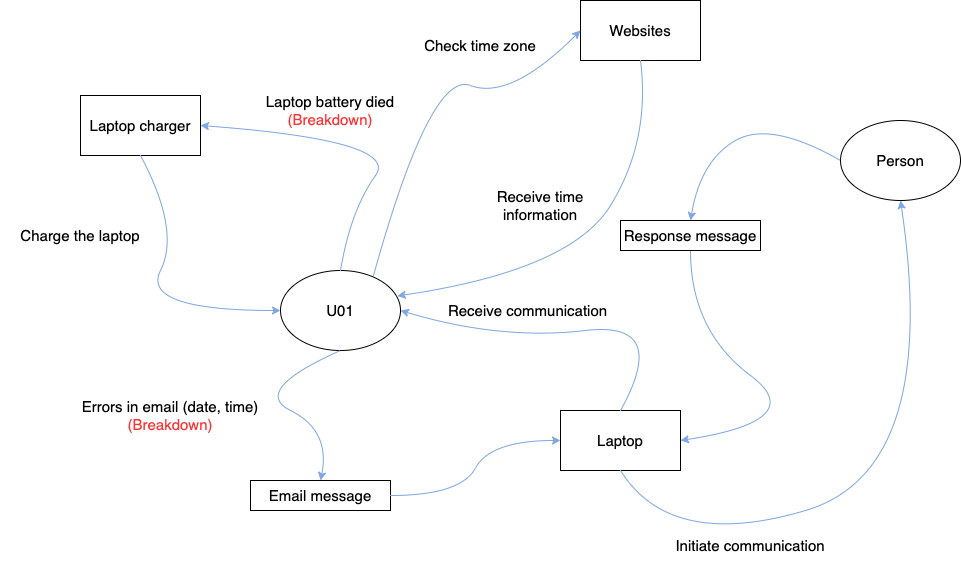 Websites
Check time zone
Laptop battery died
(Breakdown)
Laptop charger
Person
Receive time
information
Response message
Charge the laptop
U01
Receive communication
Errors in email (date, time)
(Breakdown)
Laptop
Email message
Initiate communication